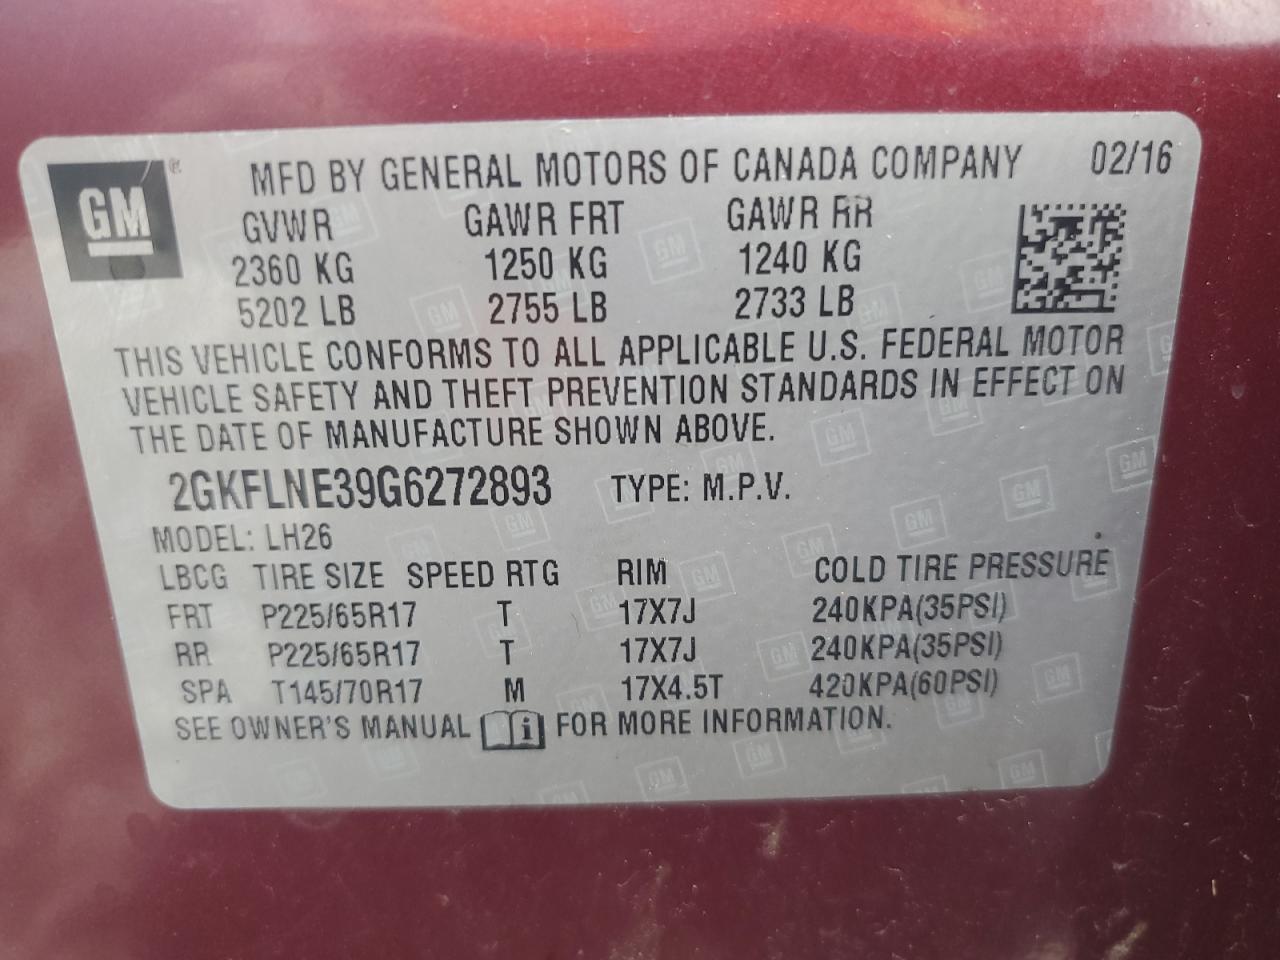 GM ® MFD BY GENERAL MOTORS OF CANADA COMPANY 02/16
GVWR GAWR FRT GAWR RR
2360 KG 1250 KG 1240 KG
5202 LB 2755 LB 2733 LB
THIS VEHICLE CONFORMS TO ALL APPLICABLE U.S. FEDERAL MOTOR
VEHICLE SAFETY AND THEFT PREVENTION STANDARDS IN EFFECT ON
THE DATE OF MANUFACTURE SHOWN ABOVE.
2GKFLNE39G6272893 TYPE: M.P.V.
MODEL: LH26
LBCG TIRE SIZE SPEED RTG RIM COLD TIRE PRESSURE
FRT P225/65R17 T 17X7J 240KPA(35PSI)
RR P225/65R17 T 17X7J 240KPA(35PSI)
SPA T145/70R17 M 17X4.5T 420KPA(60PSI)
SEE OWNER'S MANUAL i FOR MORE INFORMATION.